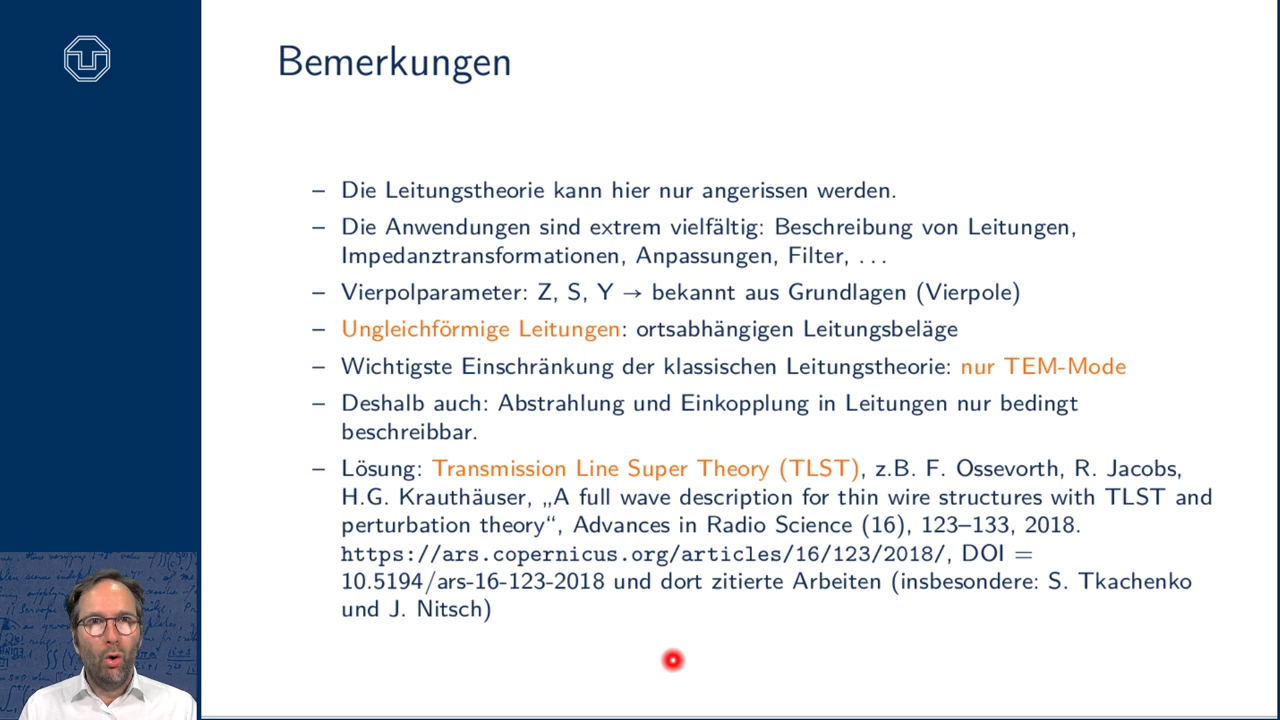 Bemerkungen
– Die Leitungstheorie kann hier nur angerissen werden.
– Die Anwendungen sind extrem vielfältig: Beschreibung von Leitungen,
Impedanztransformationen, Anpassungen, Filter, . . .
– Vierpolparameter: Z, S, Y → bekannt aus Grundlagen (Vierpole)
– Ungleichförmige Leitungen: ortsabhängigen Leitungsbeläge
– Wichtigste Einschränkung der klassischen Leitungstheorie: nur TEM-Mode
– Deshalb auch: Abstrahlung und Einkopplung in Leitungen nur bedingt
beschreibbar.
– Lösung: Transmission Line Super Theory (TLST), z.B. F. Ossevorth, R. Jacobs,
H.G. Krauthäuser, „A full wave description for thin wire structures with TLST and
perturbation theory“, Advances in Radio Science (16), 123–133, 2018.
https://ars.copernicus.org/articles/16/123/2018/, DOI =
10.5194/ars-16-123-2018 und dort zitierte Arbeiten (insbesondere: S. Tkachenko
und J. Nitsch)